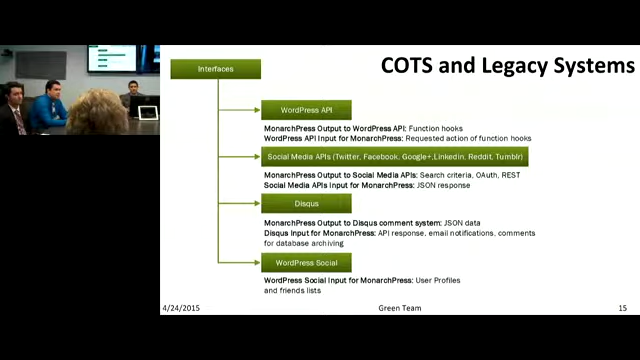 COTS and Legacy Systems
Interfaces
WordPress API
MonarchPress Output to WordPress API: Function hooks
WordPress API Input for MonarchPress: Requested action of function hooks
Social Media APIs (Twitter, Facebook, Google+,LinkedIn, Reddit, Tumblr)
MonarchPress Output to Social Media APIs: Search criteria, OAuth, REST
Social Media APIs Input for MonarchPress: JSON response
Disqus
MonarchPress Output to Disqus comment system: JSON data
Disqus Input for MonarchPress: API response, email notifications, comments
for database archiving
WordPress Social
WordPress Social Input for MonarchPress: User Profiles
and friends lists
4/24/2015
Green Team
15